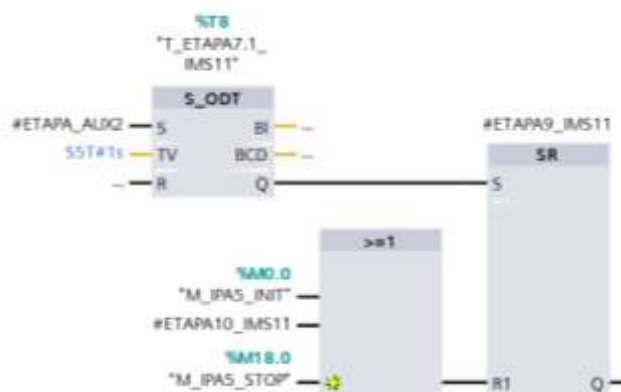 %T8
"T_ETAPA7.1_
IMS11"
S_ODT
#ETAPA_AUX2 S BI ...
S5T#1s TV BCD ...
... R Q
#ETAPA9_IMS11
SR
S
>=1
%M0.0
"M_IPA5_INIT"
#ETAPA10_IMS11
%M18.0
"M_IPA5_STOP"
R1 Q